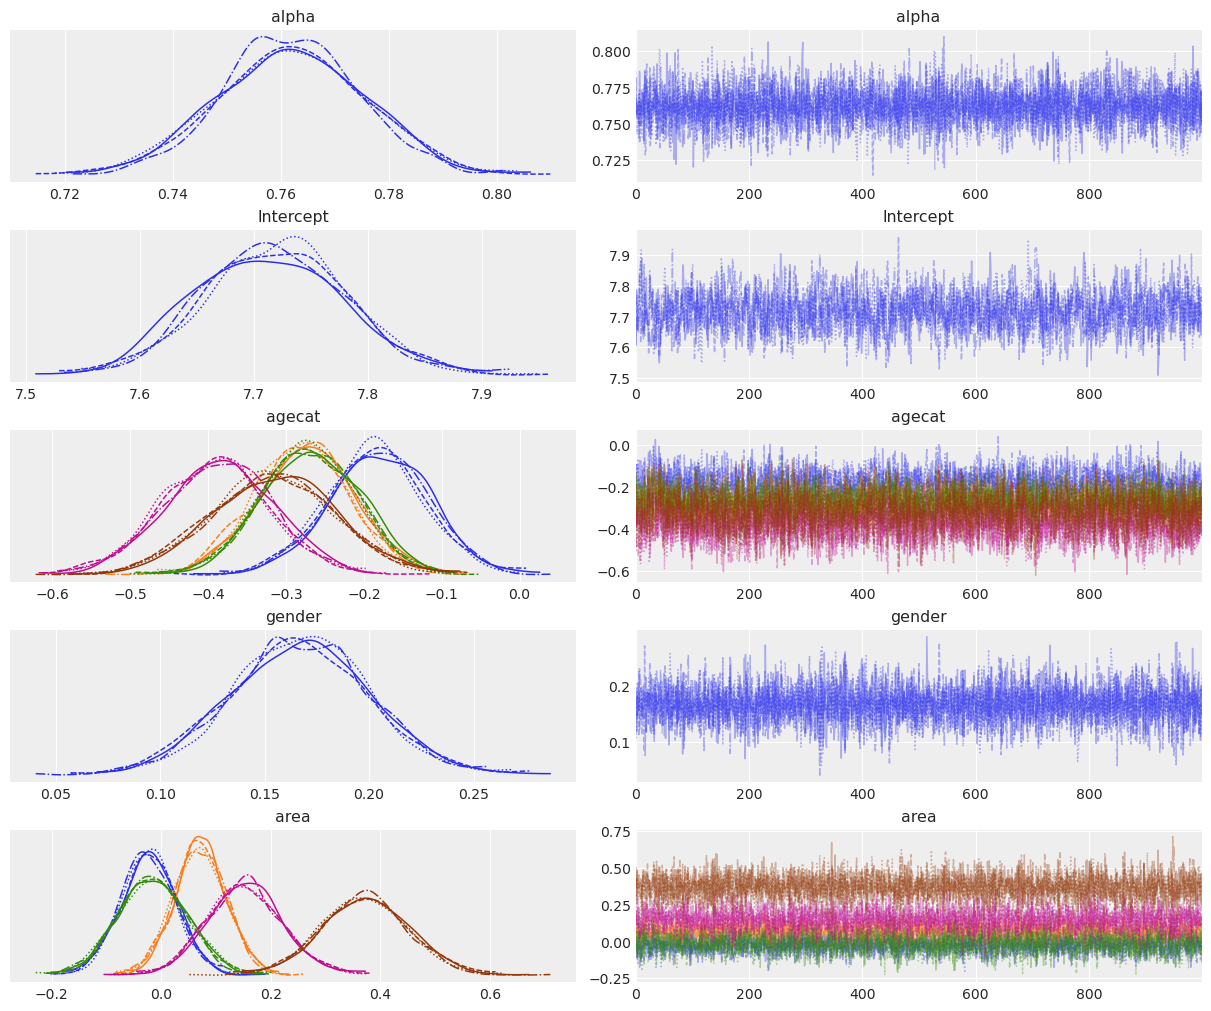 alpha
alpha
0.72 0.74 0.76 0.78 0.80
0.800
0.775
0.750
0.725
0 200 400 600 800
Intercept
Intercept
7.5 7.6 7.7 7.8 7.9
7.9
7.8
7.7
7.6
7.5
0 200 400 600 800
agecat
agecat
−0.6 −0.5 −0.4 −0.3 −0.2 −0.1 0.0
0.0
−0.2
−0.4
−0.6
0 200 400 600 800
gender
gender
0.05 0.10 0.15 0.20 0.25
0.2
0.1
0 200 400 600 800
area
area
−0.2 0.0 0.2 0.4 0.6
0.75
0.50
0.25
0.00
−0.25
0 200 400 600 800